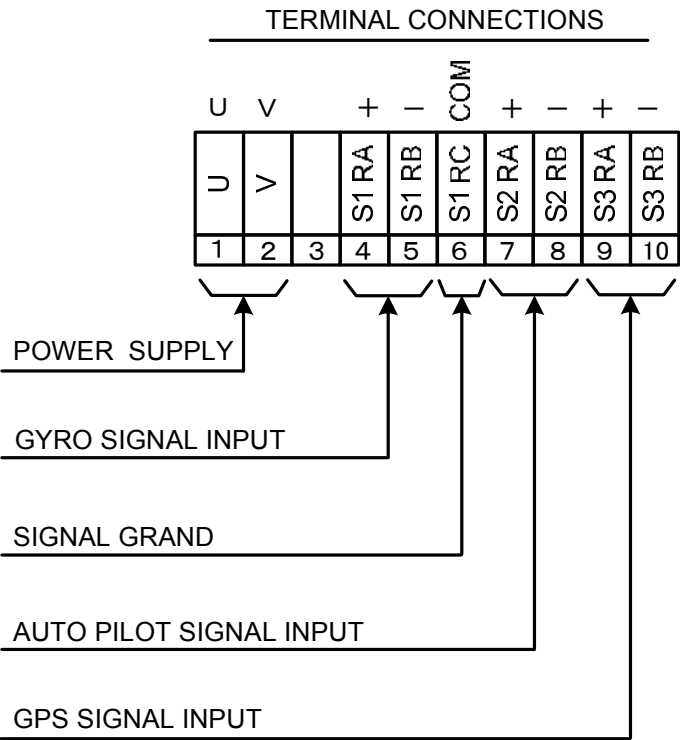 TERMINAL CONNECTIONS
U V + − COM + − + −
U V S1 RA S1 RB S1 RC S2 RA S2 RB S3 RA S3 RB
1 2 3 4 5 6 7 8 9 10
POWER SUPPLY
GYRO SIGNAL INPUT
SIGNAL GRAND
AUTO PILOT SIGNAL INPUT
GPS SIGNAL INPUT